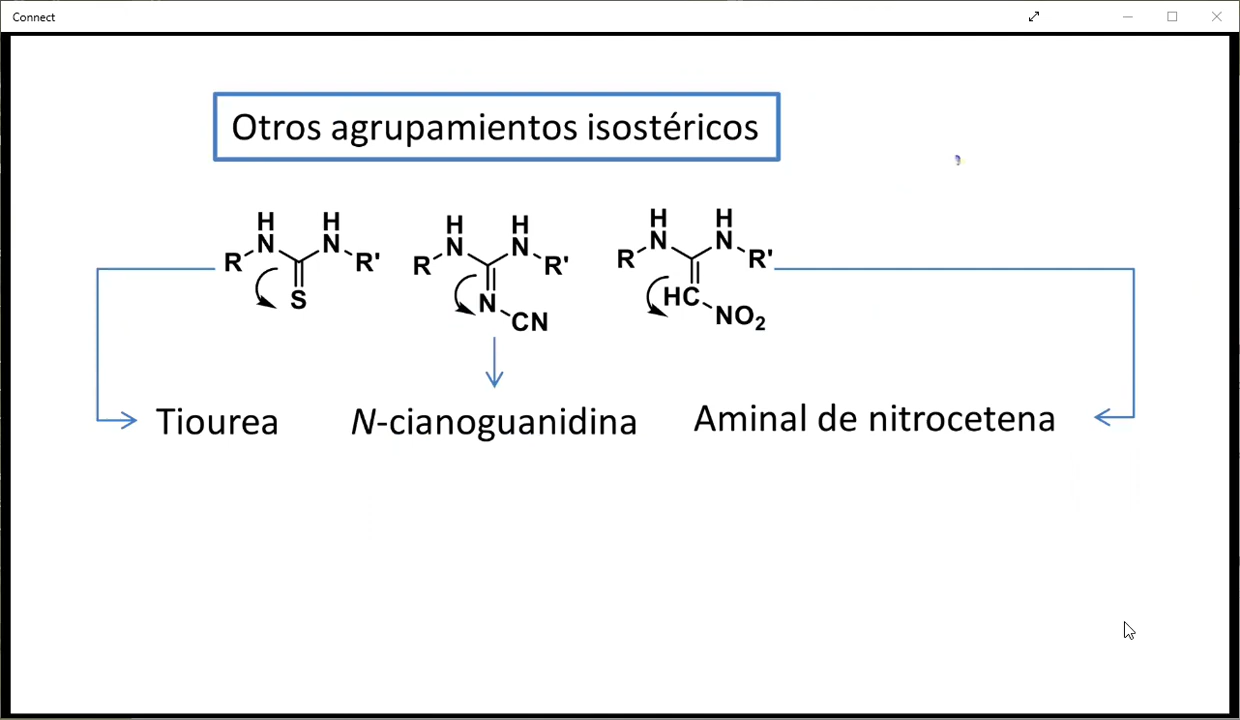 Connect
Otros agrupamientos isostéricos
H H H H H H
N N N N N N
R R' R R' R R'
S N HC
CN NO₂
Tiourea N-cianoguanidina Aminal de nitrocetena